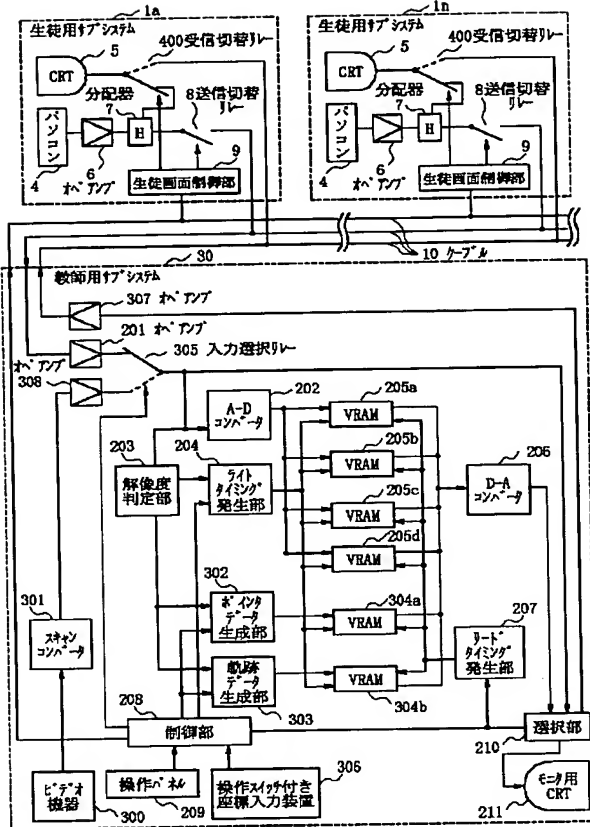 1a
生徒用サブシステム
5
400受信切替リレー
CRT
分配器
8送信切替リレー
7
H
パソコン
4
6
オペアンプ
9
生徒画面制御部
1n
生徒用サブシステム
5
400受信切替リレー
CRT
分配器
8送信切替リレー
7
H
パソコン
4
6
オペアンプ
9
生徒画面制御部
30
10 ケーブル
教師用サブシステム
307 オペアンプ
201 オペアンプ
305 入力選択リレー
オペアンプ
308
202
A-D
コンバータ
205a
VRAM
203
解像度
判定部
204
ライト
タイミング
発生部
205b
VRAM
206
D-A
コンバータ
205c
VRAM
205d
VRAM
302
ポインタ
データ
生成部
304a
VRAM
301
スキャン
コンバータ
207
リード
タイミング
発生部
軌跡
データ
生成部
303
VRAM
304b
208
制御部
選択部
210
ビデオ
機器
300
操作パネル
209
操作スイッチ付き
座標入力装置
306
モニタ用
CRT
211